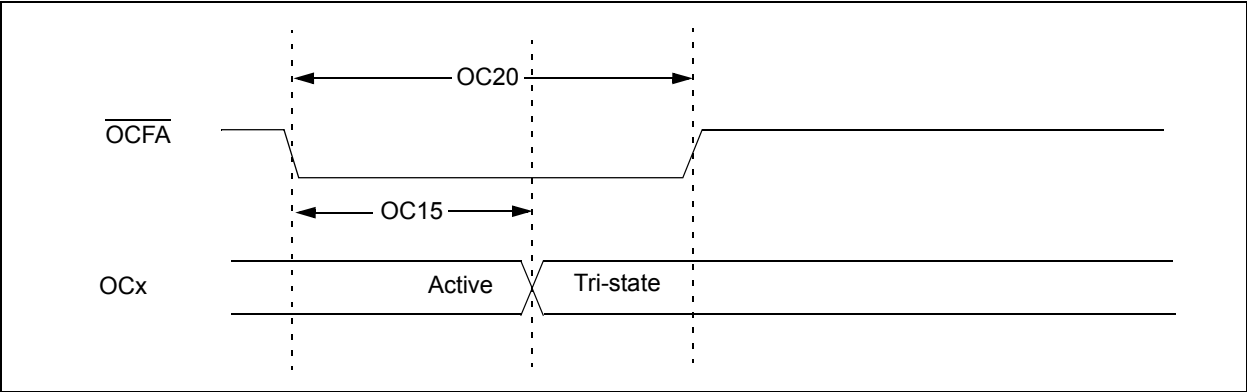 OC20
OCFA
OC15
OCx
Active
Tri-state